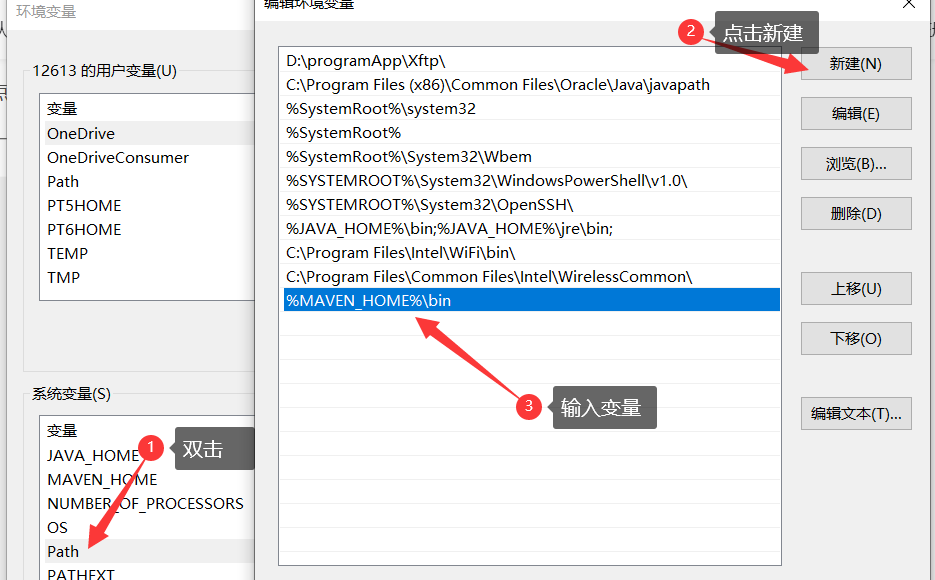 环境变量
12613 的用户变量(U)
变量
OneDrive
OneDriveConsumer
Path
PT5HOME
PT6HOME
TEMP
TMP
系统变量(S)
变量
JAVA_HOME
MAVEN_HOME
NUMBER_OF_PROCESSORS
OS
Path
PATHEXT
1
双击
编辑环境变量
2
点击新建
D:\programApp\Xftp\
C:\Program Files (x86)\Common Files\Oracle\Java\javapath
%SystemRoot%\system32
%SystemRoot%
%SystemRoot%\System32\Wbem
%SYSTEMROOT%\System32\WindowsPowerShell\v1.0\
%SYSTEMROOT%\System32\OpenSSH\
%JAVA_HOME%\bin;%JAVA_HOME%\jre\bin;
C:\Program Files\Intel\WiFi\bin\
C:\Program Files\Common Files\Intel\WirelessCommon\
%MAVEN_HOME%\bin
3
输入变量
新建(N)
编辑(E)
浏览(B)...
删除(D)
上移(U)
下移(O)
编辑文本(T)...